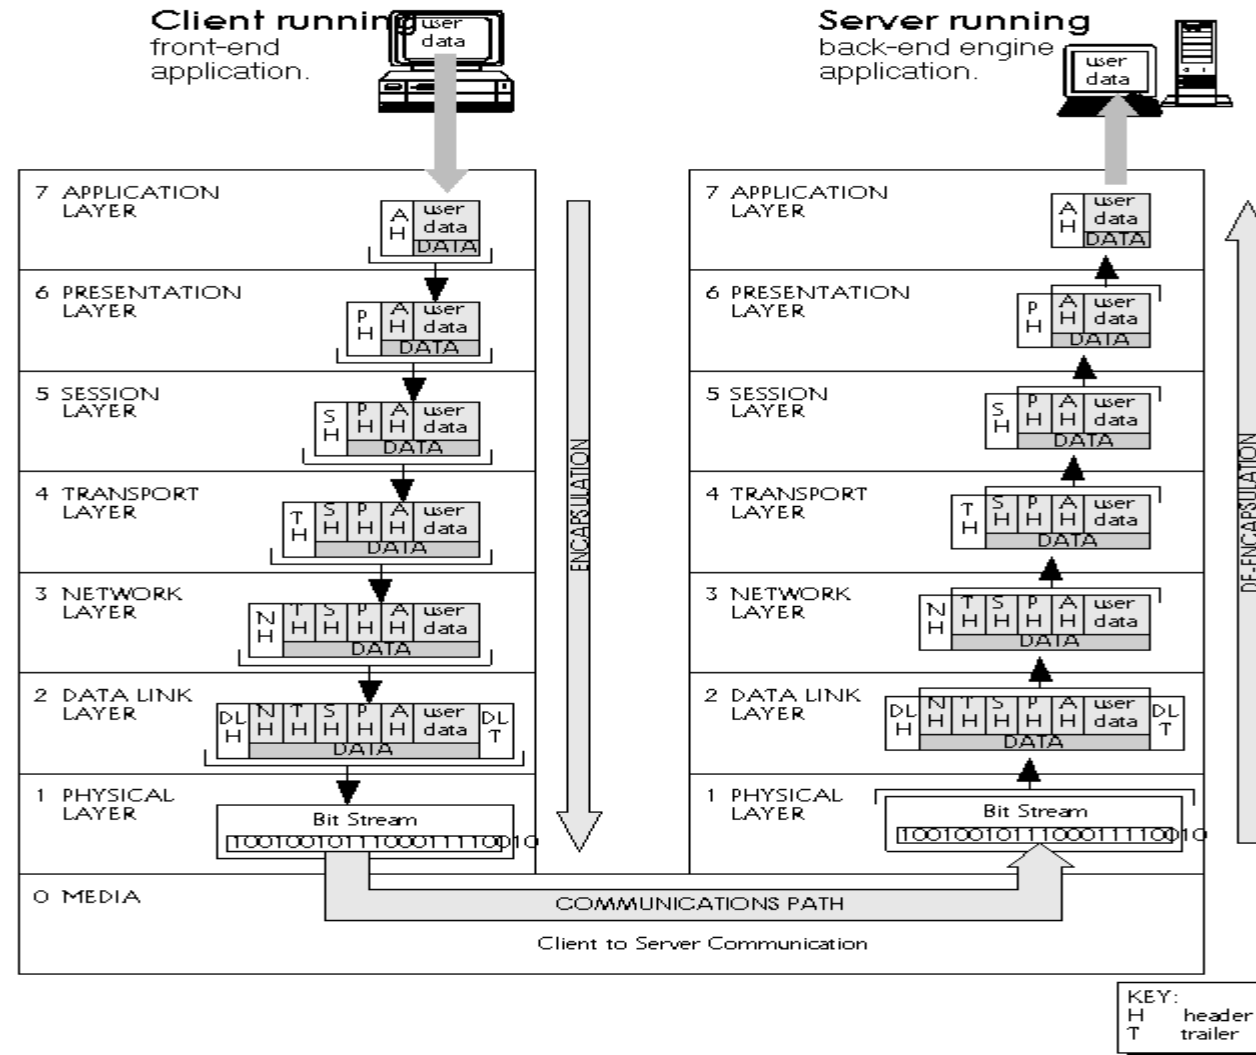 Client running
front-end
application.
user
data
Server running
back-end engine
application.
user
data
7 APPLICATION
LAYER
A
H
user
data
DATA
6 PRESENTATION
LAYER
P
H
A
H
user
data
DATA
5 SESSION
LAYER
S
H
P
H
A
H
user
data
DATA
4 TRANSPORT
LAYER
T
H
S
H
P
H
A
H
user
data
DATA
3 NETWORK
LAYER
N
H
T
H
S
H
P
H
A
H
user
data
DATA
2 DATA LINK
LAYER
DL
H
N
H
T
H
S
H
P
H
A
H
user
data
DL
T
DATA
1 PHYSICAL
LAYER
Bit Stream
1001001011100011110010
ENCAPSULATION
7 APPLICATION
LAYER
A
H
user
data
DATA
6 PRESENTATION
LAYER
P
H
A
H
user
data
DATA
5 SESSION
LAYER
S
H
P
H
A
H
user
data
DATA
4 TRANSPORT
LAYER
T
H
S
H
P
H
A
H
user
data
DATA
3 NETWORK
LAYER
N
H
T
H
S
H
P
H
A
H
user
data
DATA
2 DATA LINK
LAYER
DL
H
N
H
T
H
S
H
P
H
A
H
user
data
DL
T
DATA
1 PHYSICAL
LAYER
Bit Stream
1001001011100011110010
DE-ENCAPSULATION
0 MEDIA
COMMUNICATIONS PATH
Client to Server Communication
KEY:
H header
T trailer